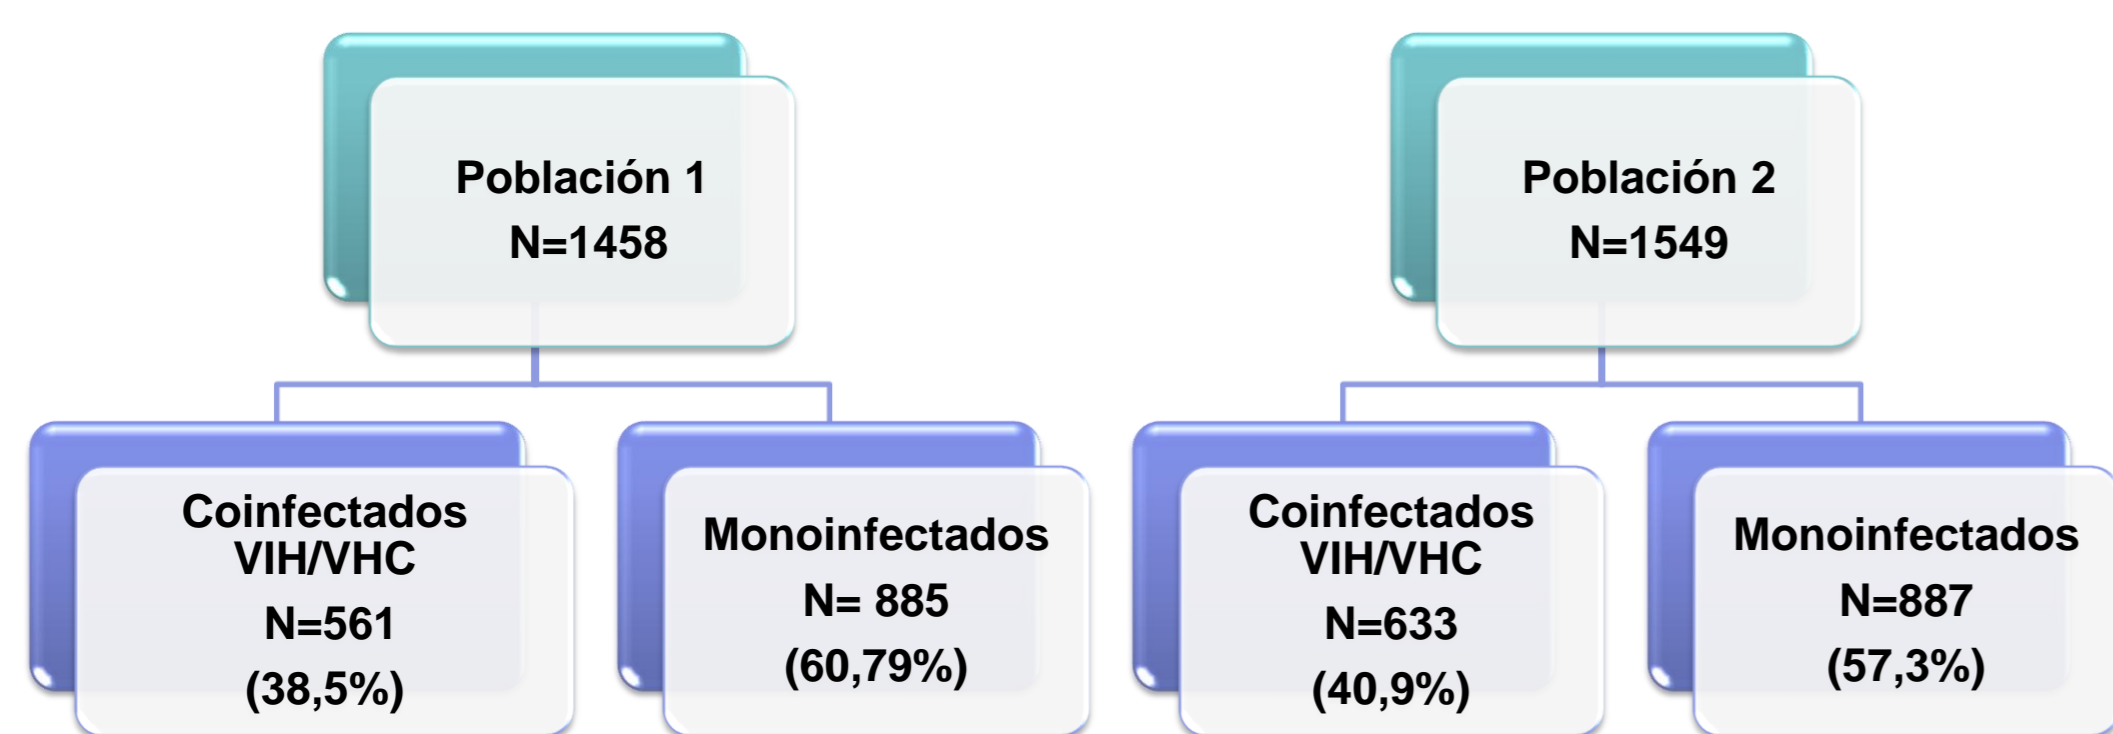 Población 1
N=1458
Coinfectados
VIH/VHC
N=561
(38,5%)
Monoinfectados
N= 885
(60,79%)
Población 2
N=1549
Coinfectados
VIH/VHC
N=633
(40,9%)
Monoinfectados
N=887
(57,3%)